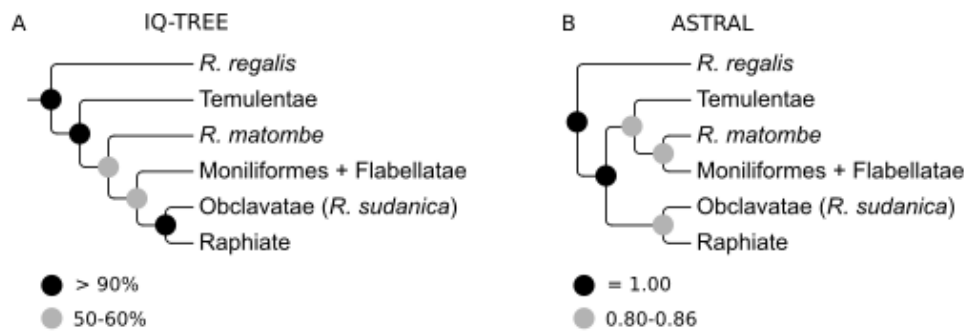 A IQ-TREE
R. regalis
Temulentae
R. matombe
Moniliformes + Flabellatae
Obclavatae (R. sudanica)
Raphiate
> 90%
50-60%
B ASTRAL
R. regalis
Temulentae
R. matombe
Moniliformes + Flabellatae
Obclavatae (R. sudanica)
Raphiate
= 1.00
0.80-0.86